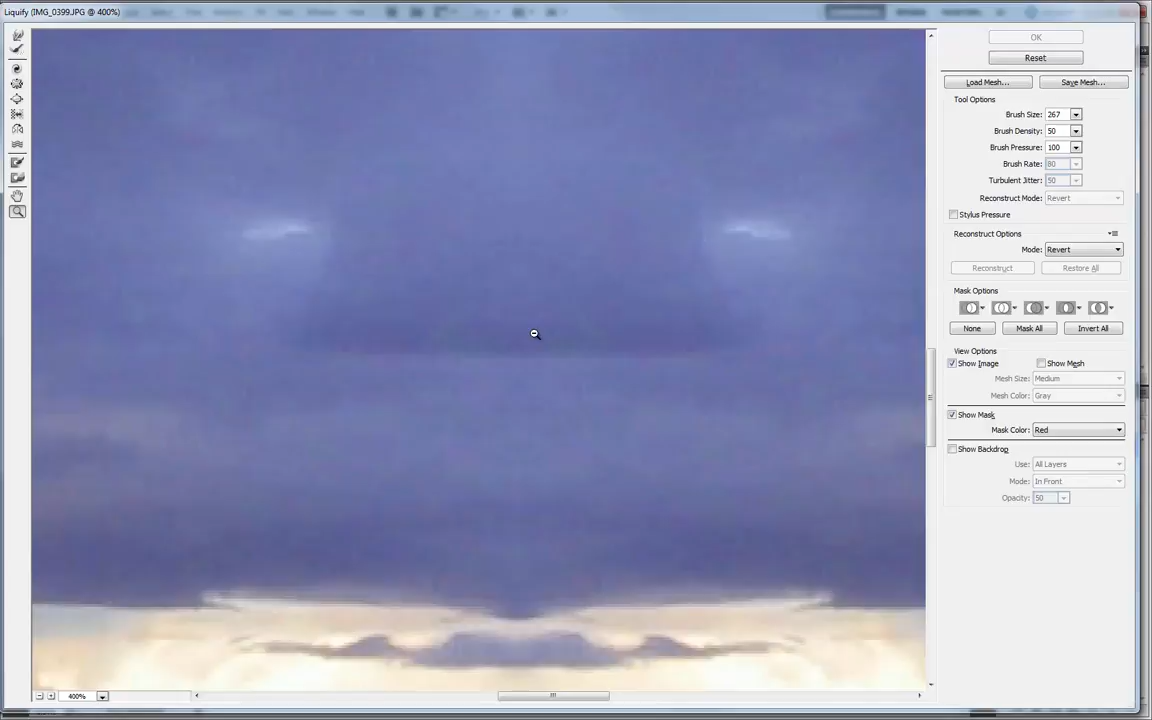 Liquify (IMG_0399.JPG @ 400%)
OK
Reset
Load Mesh...
Save Mesh...
Tool Options
Brush Size: 267
Brush Density: 50
Brush Pressure: 100
Brush Rate: 80
Turbulent Jitter: 50
Reconstruct Mode: Revert
Stylus Pressure
Reconstruct Options
Mode: Revert
Reconstruct
Restore All
Mask Options
None
Mask All
Invert All
View Options
Show Image
Show Mesh
Mesh Size: Medium
Mesh Color: Gray
Show Mask
Mask Color: Red
Show Backdrop
Use: All Layers
Mode: In Front
Opacity: 50
400%